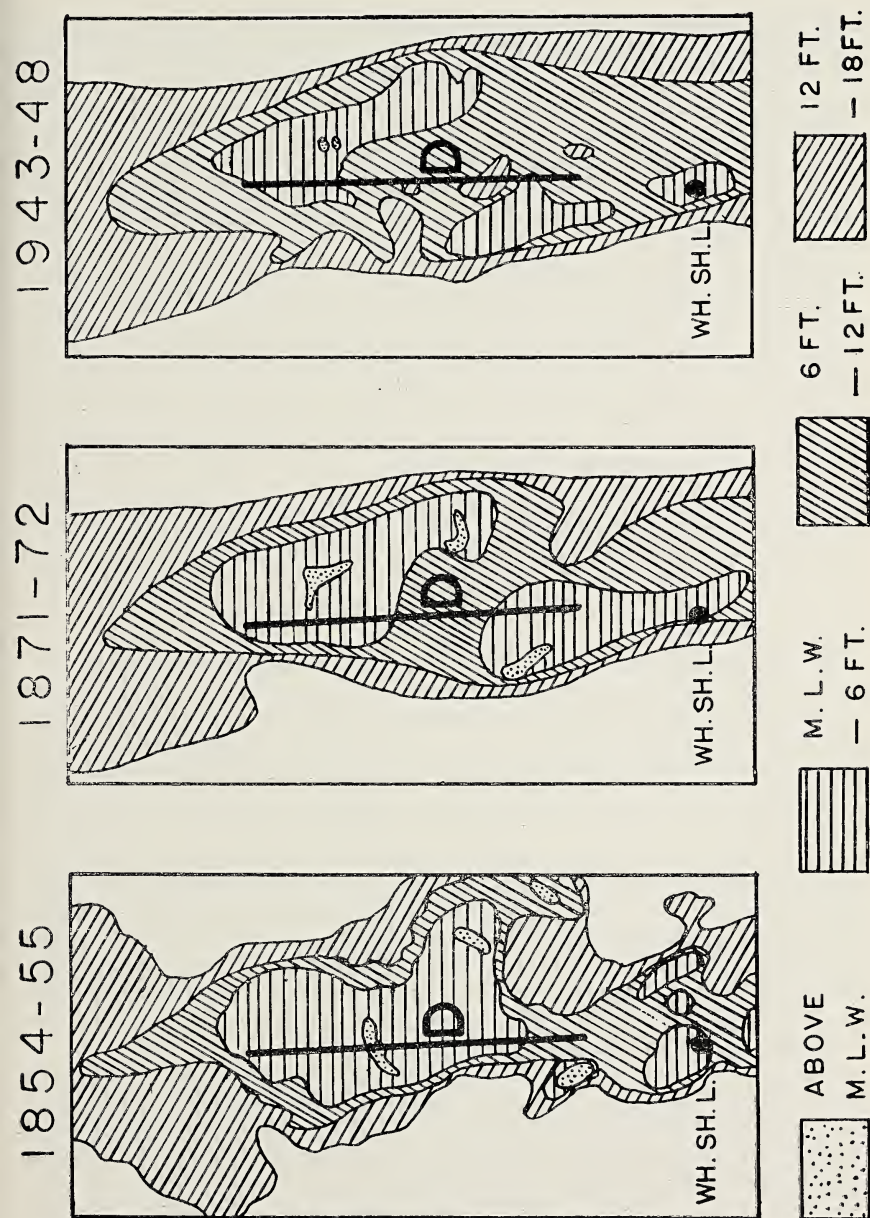 1854-55
D
WH. SH. L.
1871-72
D
WH. SH. L.
1943-48
D
WH. SH. L.
ABOVE
M.L.W.
M.L.W.
— 6 FT.
6 FT.
— 12 FT.
12 FT.
— 18 FT.